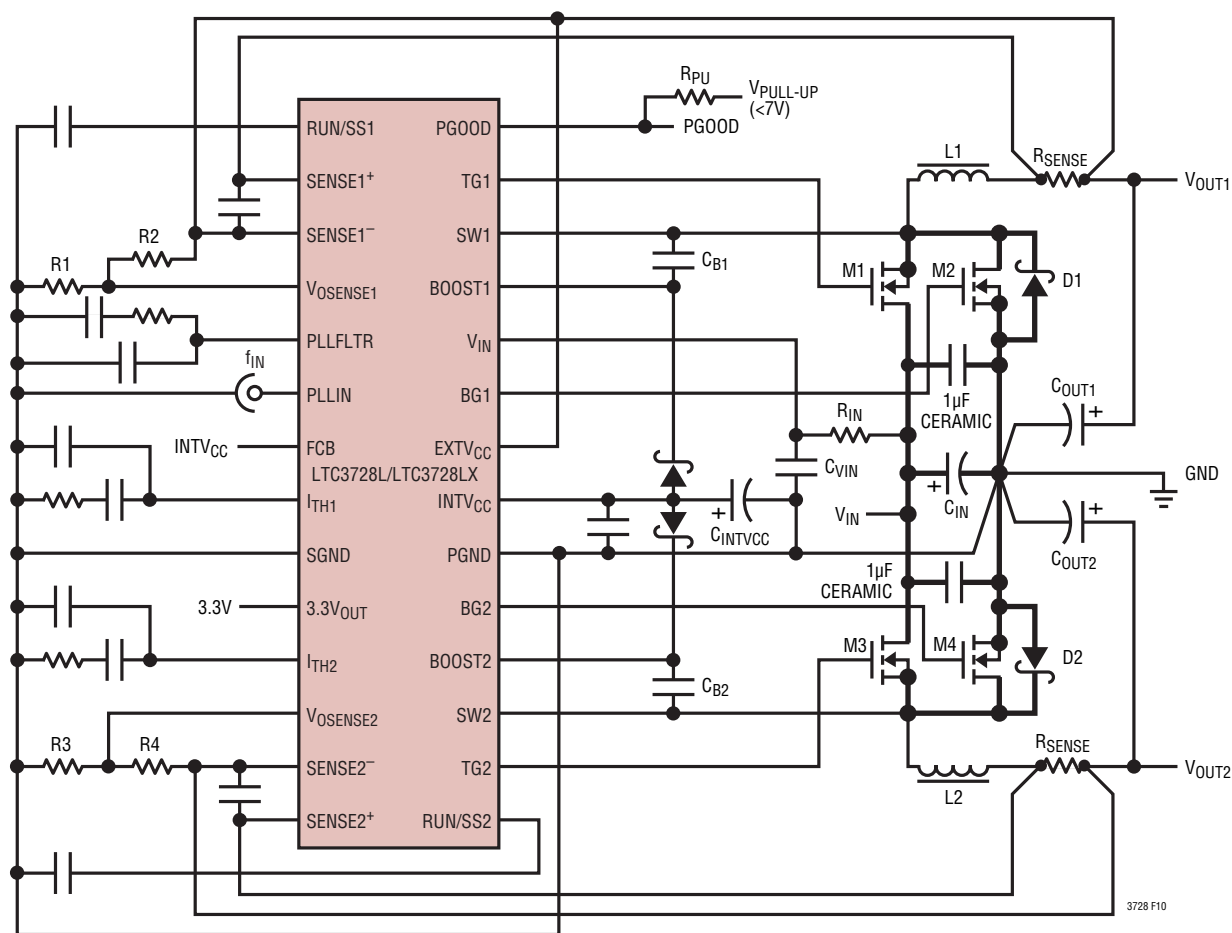 RPU
VPULL-UP
(<7V)
PGOOD
RUN/SS1
PGOOD
L1
RSENSE
SENSE1+
TG1
VOUT1
R2
SENSE1–
SW1
R1
CB1
M1
M2
D1
VOSENSE1
BOOST1
PLLFLTR
VIN
fIN
PLLIN
BG1
1µF
CERAMIC
COUT1
+
RIN
INTVCC
FCB
EXTVCC
LTC3728L/LTC3728LX
CVIN
ITH1
INTVCC
+
CINTVCC
+
CIN
GND
VIN
+
COUT2
SGND
PGND
1µF
CERAMIC
3.3V
3.3VOUT
BG2
M3
M4
D2
ITH2
BOOST2
CB2
VOSENSE2
SW2
R3
R4
RSENSE
SENSE2–
TG2
VOUT2
L2
SENSE2+
RUN/SS2
3728 F10